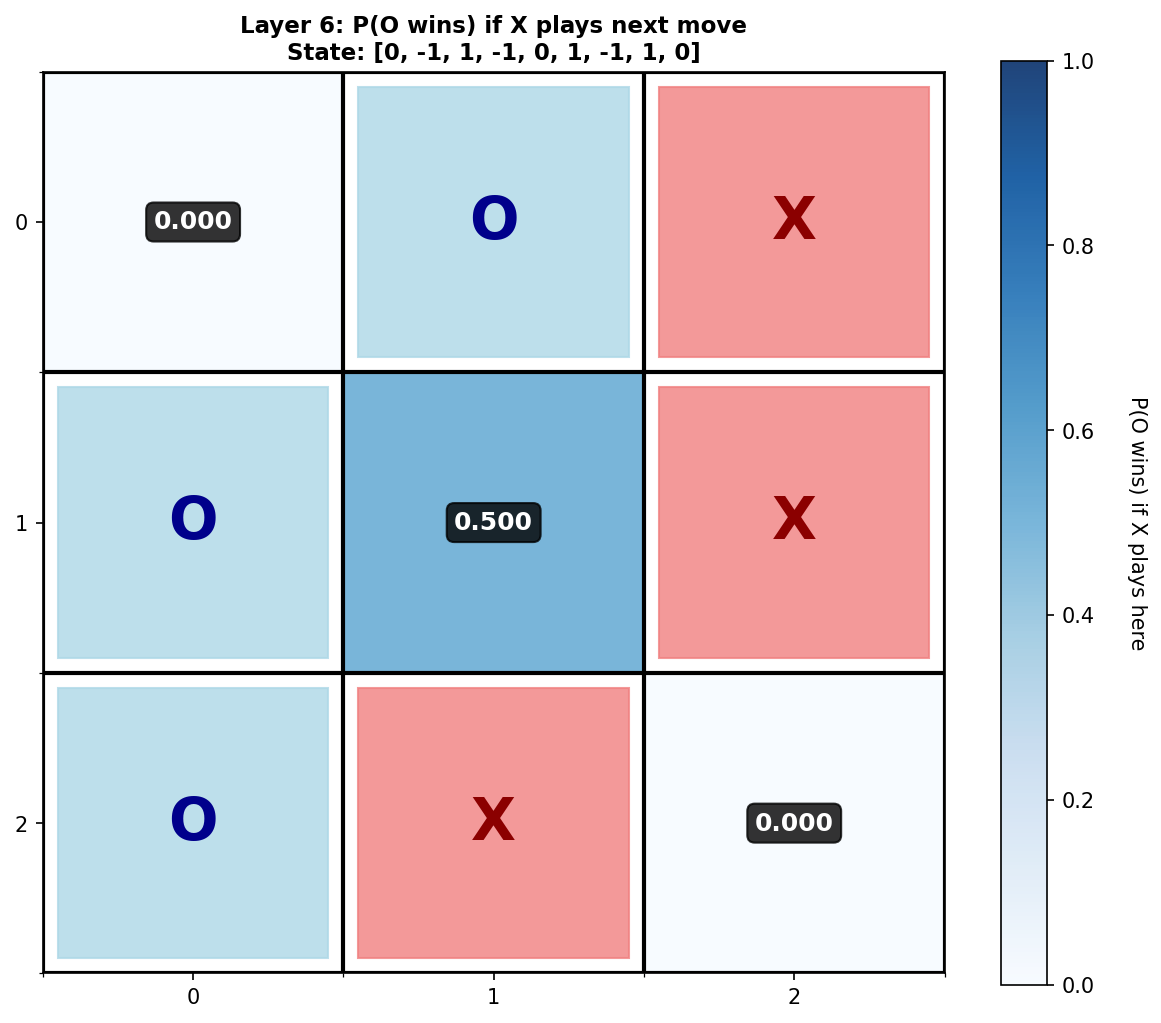 Layer 6: P(O wins) if X plays next move
State: [0, -1, 1, -1, 0, 1, -1, 1, 0]
0
0.000
O
X
1
O
0.500
X
2
O
X
0.000
0
1
2
1.0
0.8
0.6
0.4
0.2
0.0
P(O wins) if X plays here